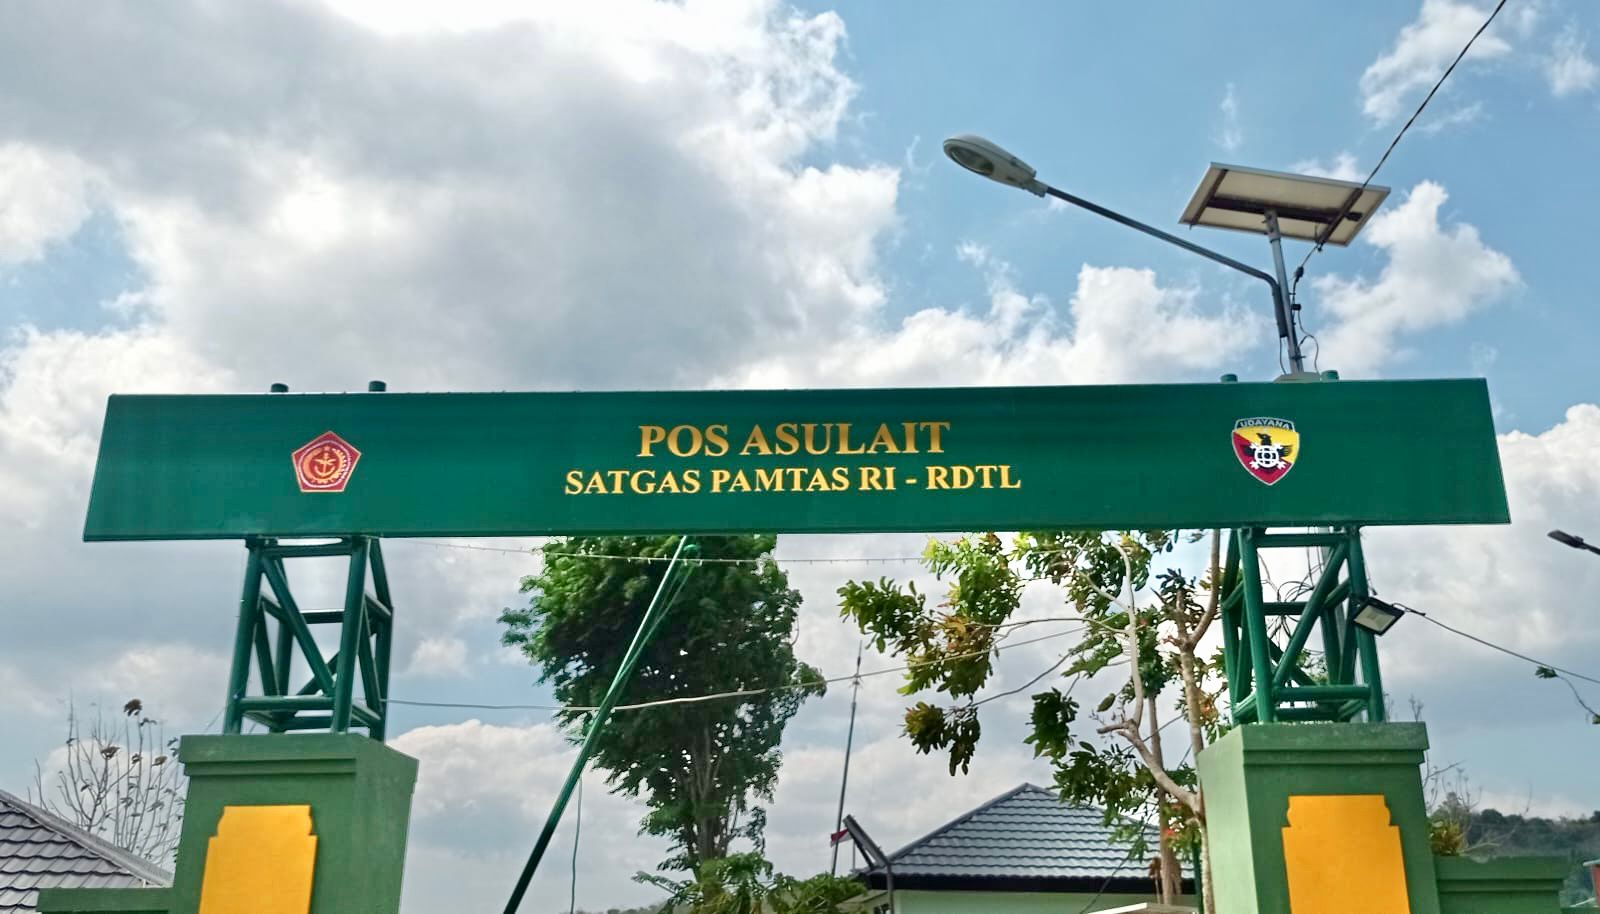 POS ASULAIT
SATGAS PAMTAS RI - RDTL
UDAYANA